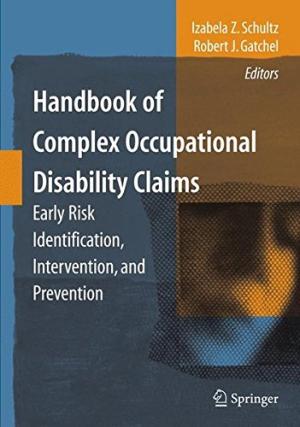 Izabela Z. Schultz
Robert J. Gatchel
Editors
Handbook of
Complex Occupational
Disability Claims
Early Risk
Identification,
Intervention, and
Prevention
Springer